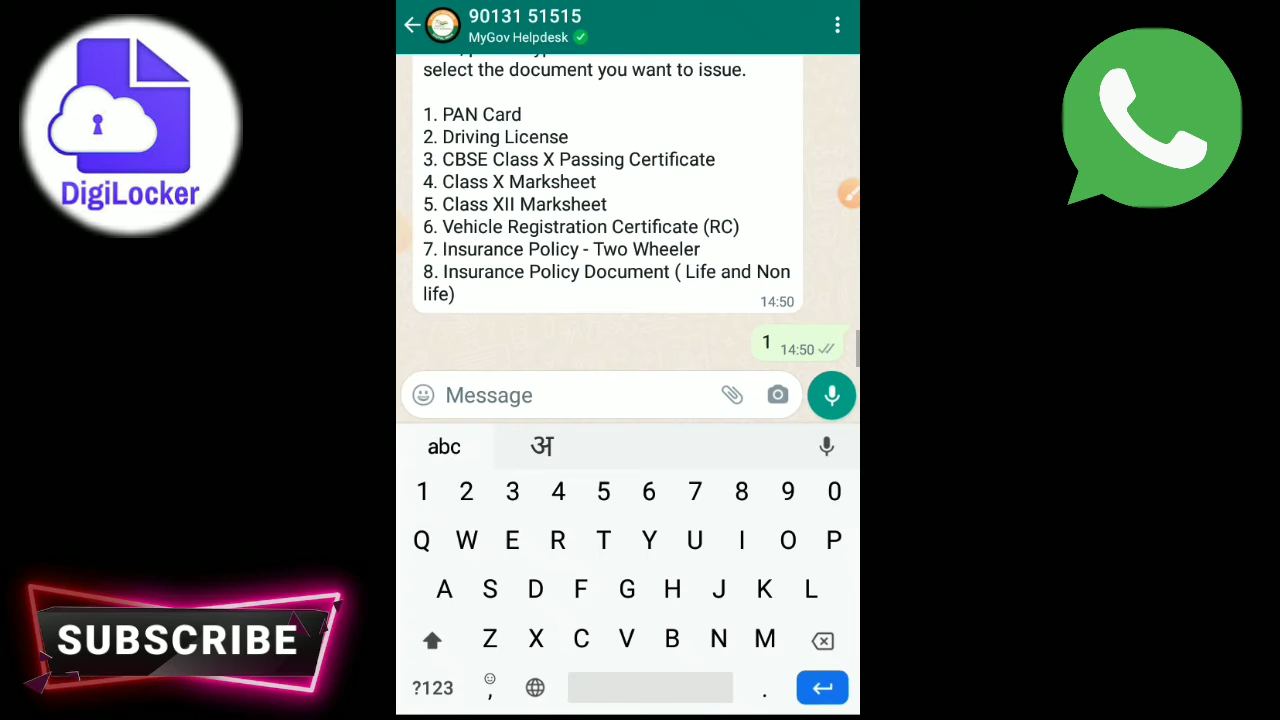 90131 51515
MyGov Helpdesk
select the document you want to issue.
1. PAN Card
2. Driving License
3. CBSE Class X Passing Certificate
4. Class X Marksheet
5. Class XII Marksheet
6. Vehicle Registration Certificate (RC)
7. Insurance Policy - Two Wheeler
8. Insurance Policy Document ( Life and Non
life)
14:50
1 14:50
Message
abc अ
1 2 3 4 5 6 7 8 9 0
Q W E R T Y U I O P
A S D F G H J K L
Z X C V B N M
?123 , .
DigiLocker
SUBSCRIBE